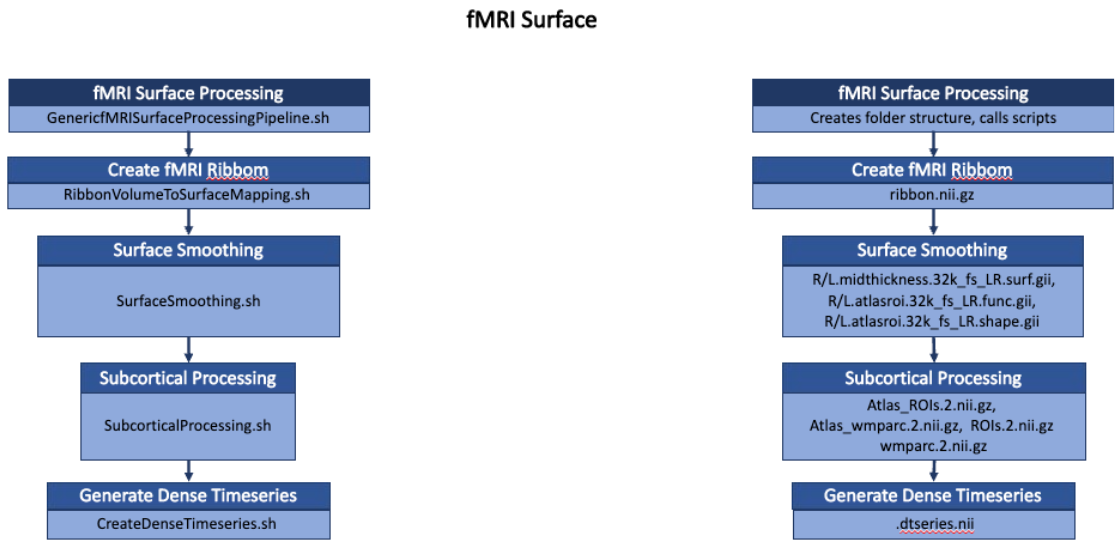 fMRI Surface
fMRI Surface Processing
GenericfMRISurfaceProcessingPipeline.sh
Create fMRI Ribbom
RibbonVolumeToSurfaceMapping.sh
Surface Smoothing
SurfaceSmoothing.sh
Subcortical Processing
SubcorticalProcessing.sh
Generate Dense Timeseries
CreateDenseTimeseries.sh
fMRI Surface Processing
Creates folder structure, calls scripts
Create fMRI Ribbom
ribbon.nii.gz
Surface Smoothing
R/L.midthickness.32k_fs_LR.surf.gii,
R/L.atlasroi.32k_fs_LR.func.gii,
R/L.atlasroi.32k_fs_LR.shape.gii
Subcortical Processing
Atlas_ROIs.2.nii.gz,
Atlas_wmparc.2.nii.gz, ROIs.2.nii.gz
wmparc.2.nii.gz
Generate Dense Timeseries
.dtseries.nii